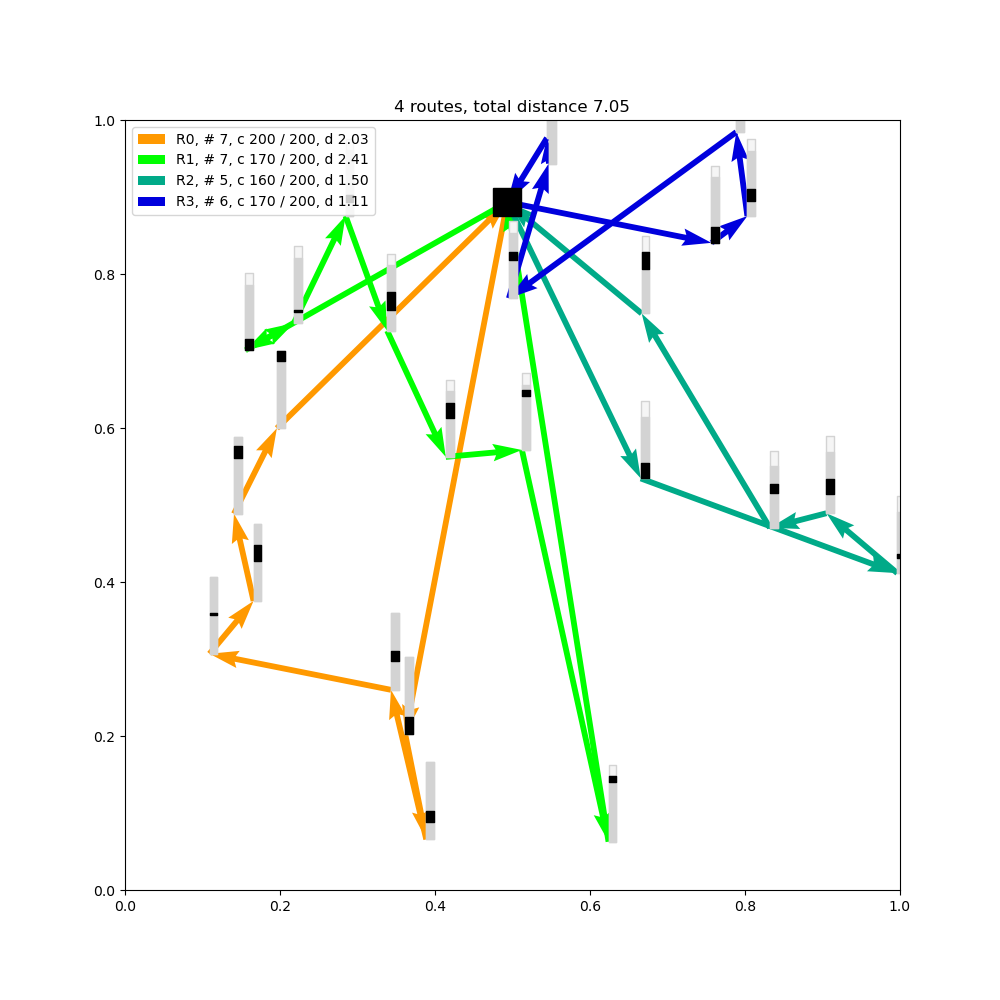 4 routes, total distance 7.05
R0, # 7, c 200 / 200, d 2.03
R1, # 7, c 170 / 200, d 2.41
R2, # 5, c 160 / 200, d 1.50
R3, # 6, c 170 / 200, d 1.11
1.0
0.8
0.6
0.4
0.2
0.0
0.0 0.2 0.4 0.6 0.8 1.0